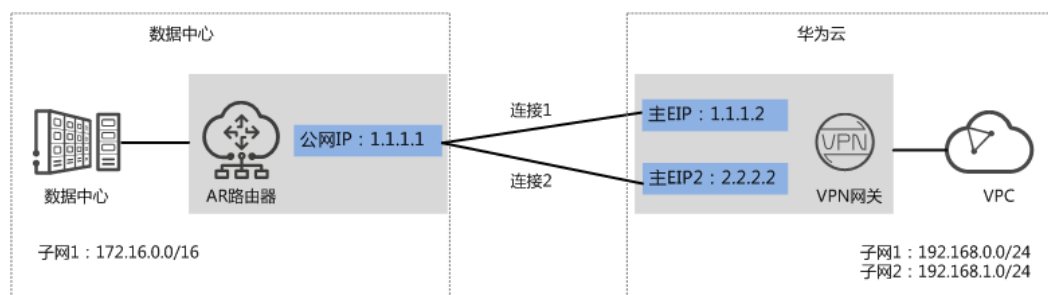 数据中心
华为云
公网IP：1.1.1.1
连接1
连接2
主EIP：1.1.1.2
主EIP2：2.2.2.2
VPN
数据中心
AR路由器
VPN网关
VPC
子网1：172.16.0.0/16
子网1：192.168.0.0/24
子网2：192.168.1.0/24